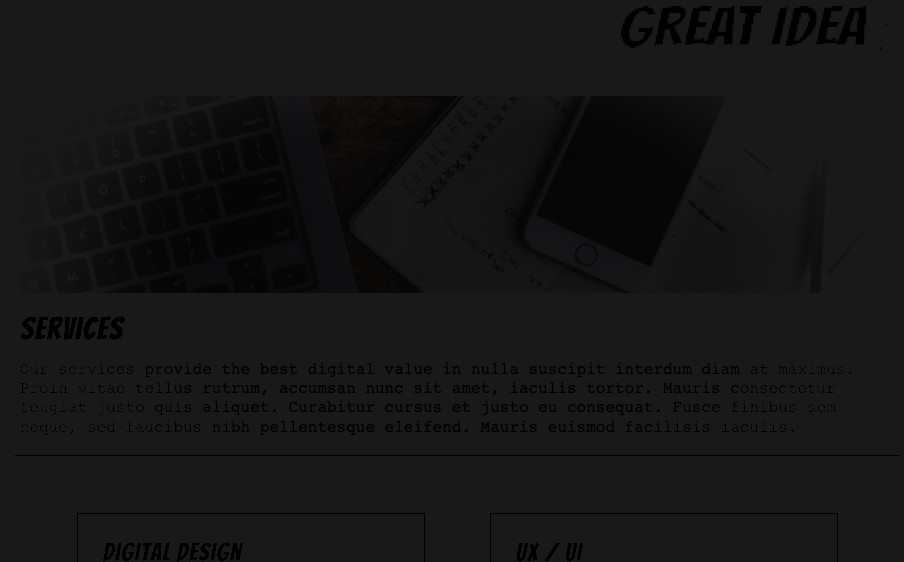 GREAT IDEA
SERVICES
Our services provide the best digital value in nulla suscipit interdum diam at maximus.
Proin vitae tellus rutrum, accumsan nunc sit amet, iaculis tortor. Mauris consectetur
feugiat justo quis aliquet. Curabitur cursus et justo eu consequat. Fusce finibus sem
neque, sed faucibus nibh pellentesque eleifend. Mauris euismod facilisis iaculis.
DIGITAL DESIGN
UX / UI